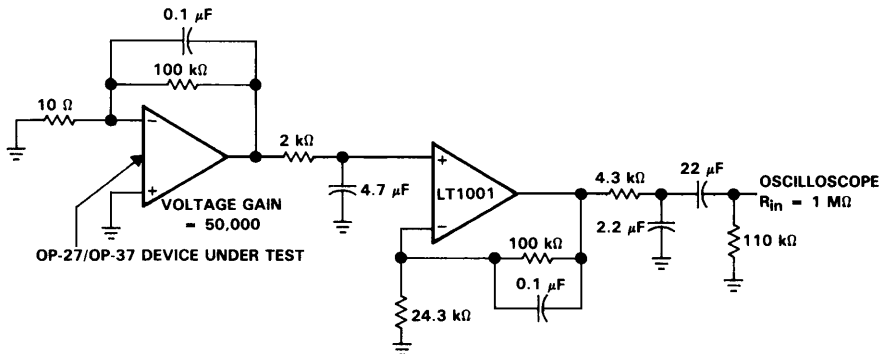 0.1 μF
100 kΩ
10 Ω
−
+
VOLTAGE GAIN
= 50,000
OP-27/OP-37 DEVICE UNDER TEST
2 kΩ
4.7 μF
+
LT1001
−
100 kΩ
0.1 μF
24.3 kΩ
4.3 kΩ
22 μF
2.2 μF
110 kΩ
OSCILLOSCOPE
Rin = 1 MΩ